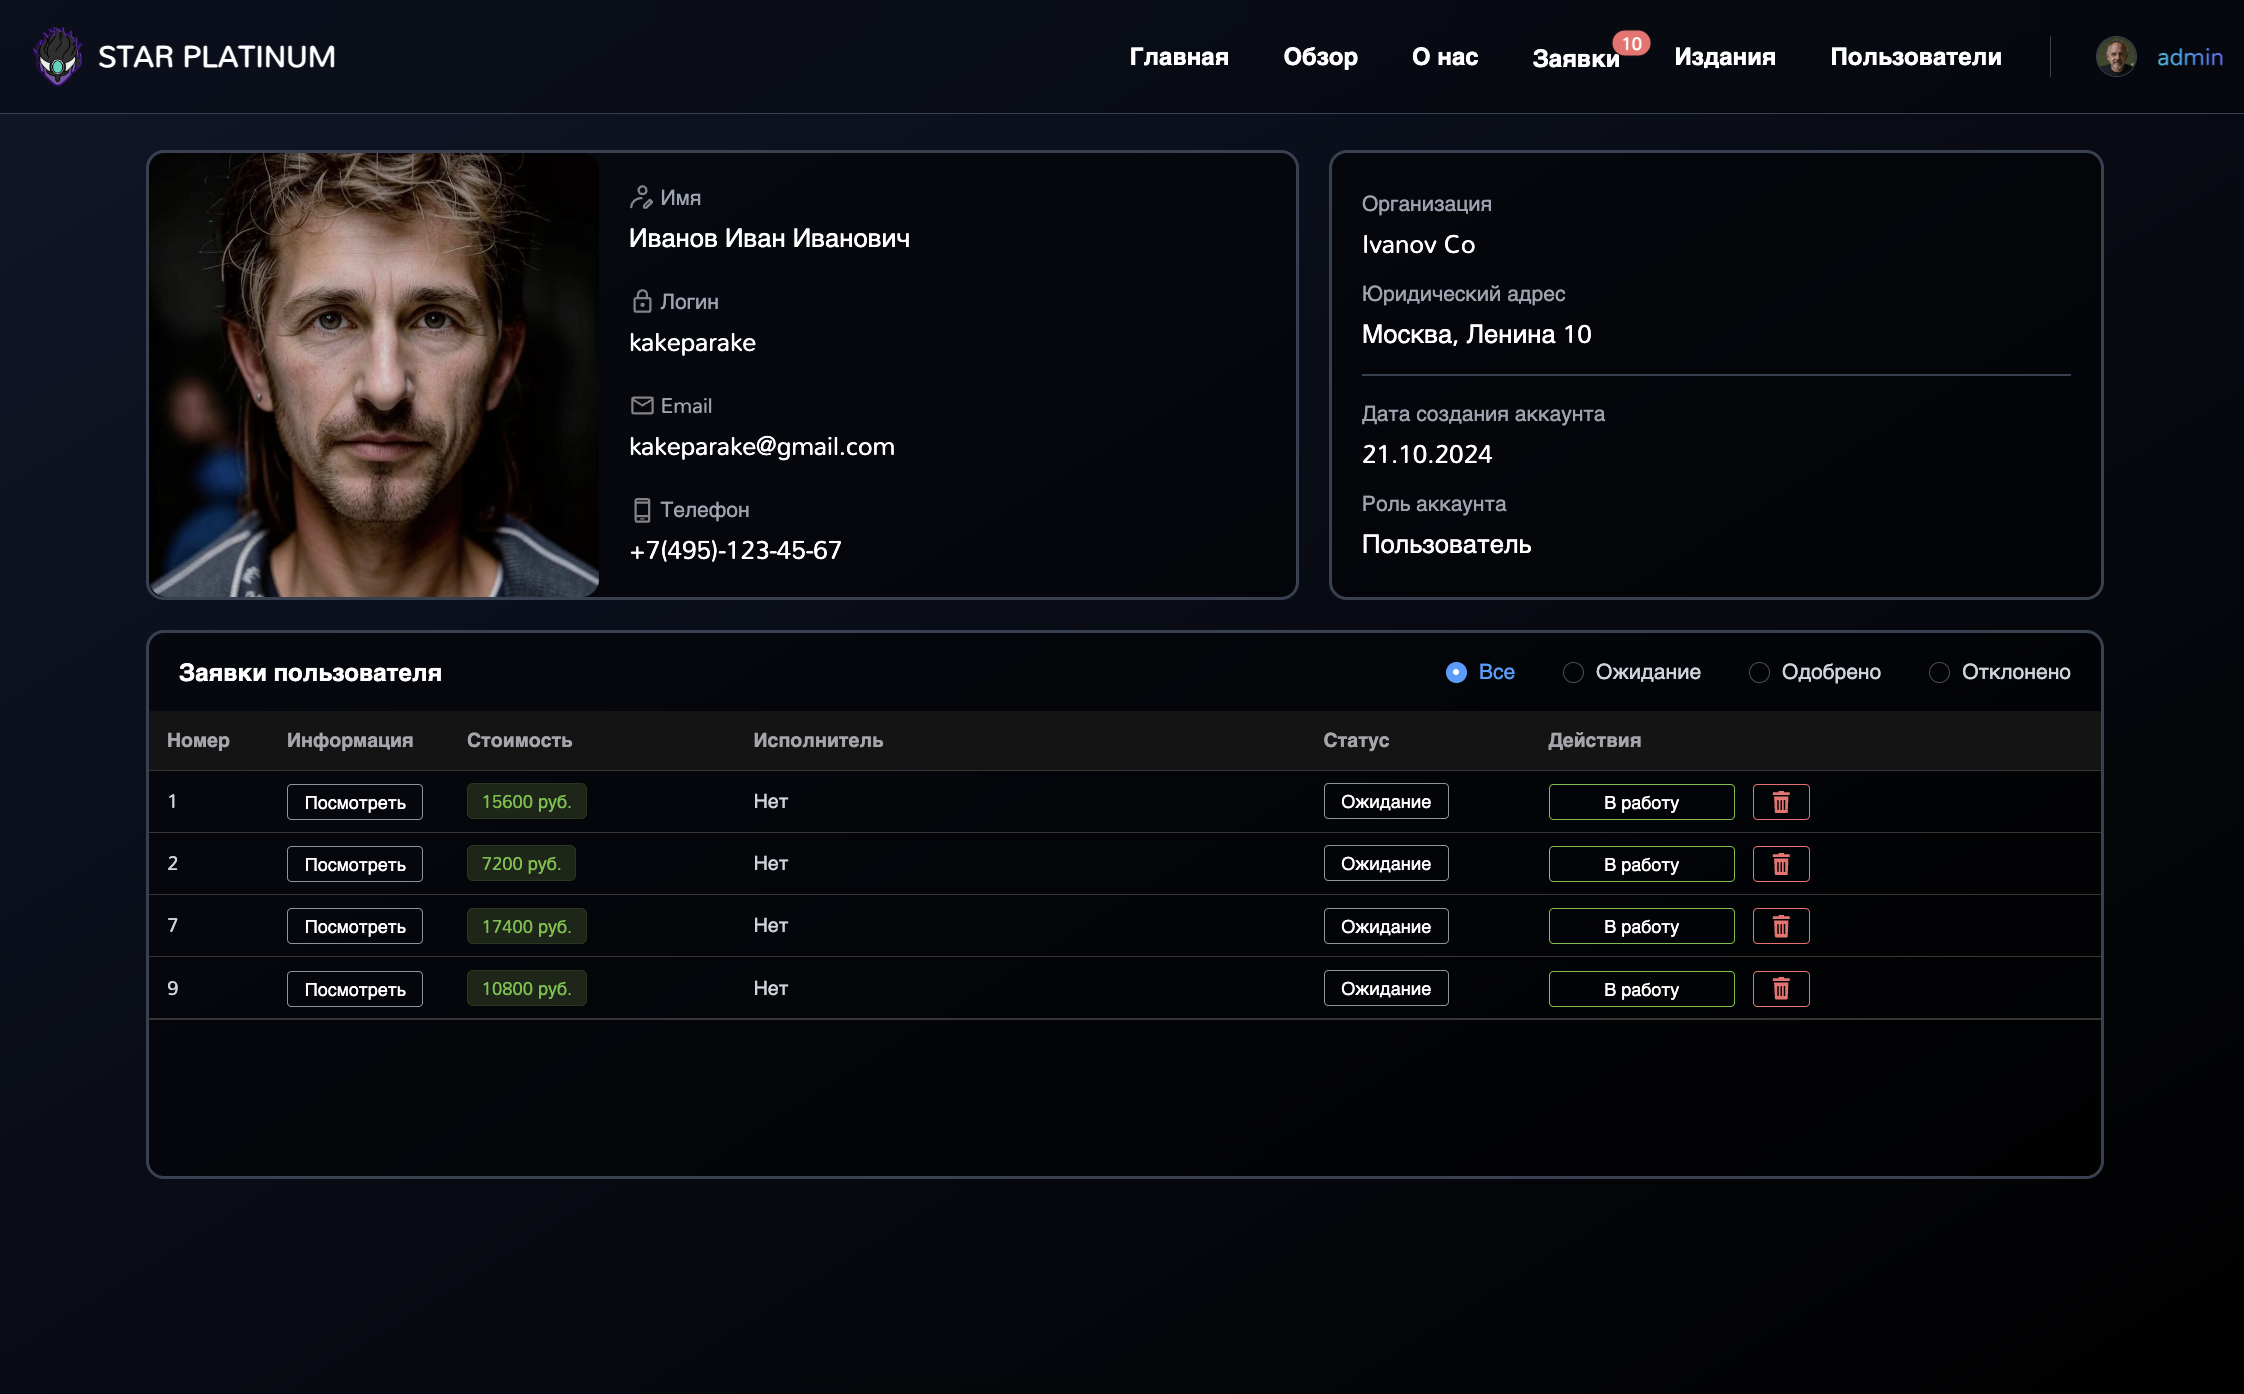 STAR PLATINUM
Главная Обзор О нас Заявки 10 Издания Пользователи admin
Имя
Иванов Иван Иванович
Логин
kakeparake
Email
kakeparake@gmail.com
Телефон
+7(495)-123-45-67
Организация
Ivanov Co
Юридический адрес
Москва, Ленина 10
Дата создания аккаунта
21.10.2024
Роль аккаунта
Пользователь
Заявки пользователя Все Ожидание Одобрено Отклонено
Номер Информация Стоимость Исполнитель Статус Действия
1 Посмотреть 15600 руб. Нет Ожидание В работу
2 Посмотреть 7200 руб. Нет Ожидание В работу
7 Посмотреть 17400 руб. Нет Ожидание В работу
9 Посмотреть 10800 руб. Нет Ожидание В работу